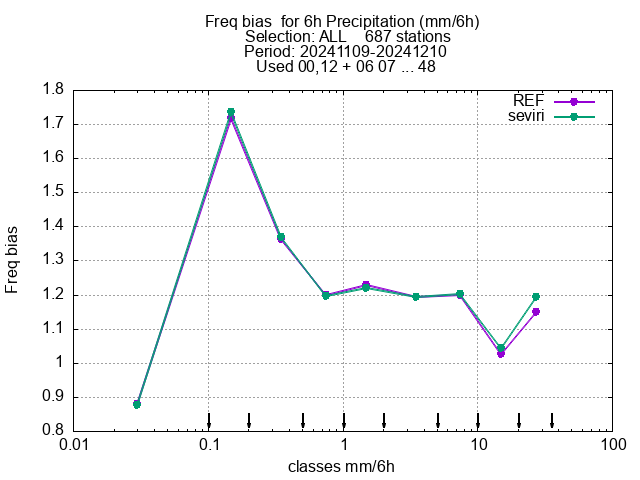 Freq bias  for 6h Precipitation (mm/6h)
Selection: ALL    687 stations
Period: 20241109-20241210
Used 00,12 + 06 07 ... 48
REF
seviri
1.8
1.7
1.6
1.5
1.4
1.3
1.2
1.1
1
0.9
0.8
Freq bias
0.01 0.1 1 10 100
classes mm/6h